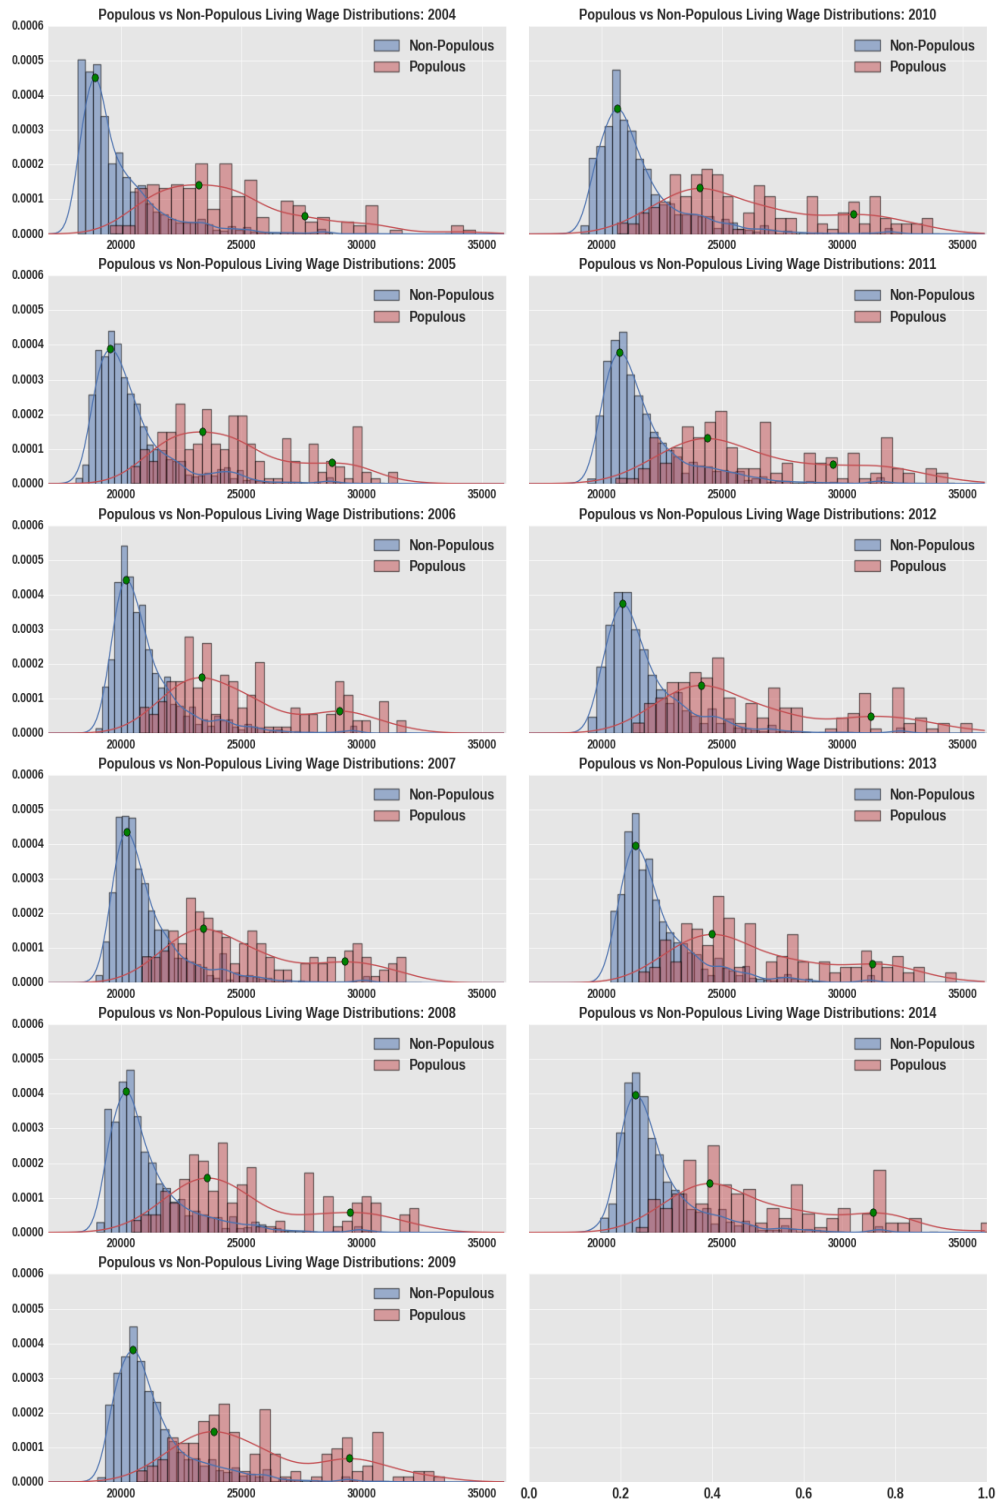 Populous vs Non-Populous Living Wage Distributions: 2004
0.0006
0.0005
0.0004
0.0003
0.0002
0.0001
0.0000
Non-Populous
Populous
20000 25000 30000 35000
Populous vs Non-Populous Living Wage Distributions: 2010
Non-Populous
Populous
20000 25000 30000 35000
Populous vs Non-Populous Living Wage Distributions: 2005
0.0006
0.0005
0.0004
0.0003
0.0002
0.0001
0.0000
Non-Populous
Populous
20000 25000 30000 35000
Populous vs Non-Populous Living Wage Distributions: 2011
Non-Populous
Populous
20000 25000 30000 35000
Populous vs Non-Populous Living Wage Distributions: 2006
0.0006
0.0005
0.0004
0.0003
0.0002
0.0001
0.0000
Non-Populous
Populous
20000 25000 30000 35000
Populous vs Non-Populous Living Wage Distributions: 2012
Non-Populous
Populous
20000 25000 30000 35000
Populous vs Non-Populous Living Wage Distributions: 2007
0.0006
0.0005
0.0004
0.0003
0.0002
0.0001
0.0000
Non-Populous
Populous
20000 25000 30000 35000
Populous vs Non-Populous Living Wage Distributions: 2013
Non-Populous
Populous
20000 25000 30000 35000
Populous vs Non-Populous Living Wage Distributions: 2008
0.0006
0.0005
0.0004
0.0003
0.0002
0.0001
0.0000
Non-Populous
Populous
20000 25000 30000 35000
Populous vs Non-Populous Living Wage Distributions: 2014
Non-Populous
Populous
20000 25000 30000 35000
Populous vs Non-Populous Living Wage Distributions: 2009
0.0006
0.0005
0.0004
0.0003
0.0002
0.0001
0.0000
Non-Populous
Populous
20000 25000 30000 35000
0.0 0.2 0.4 0.6 0.8 1.0